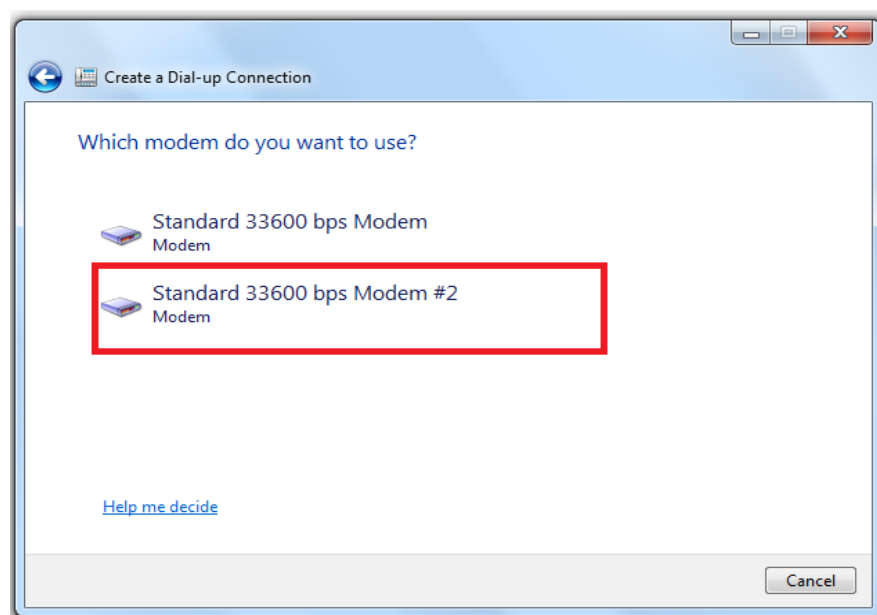 Create a Dial-up Connection
Which modem do you want to use?
Standard 33600 bps Modem
Modem
Standard 33600 bps Modem #2
Modem
Help me decide
Cancel